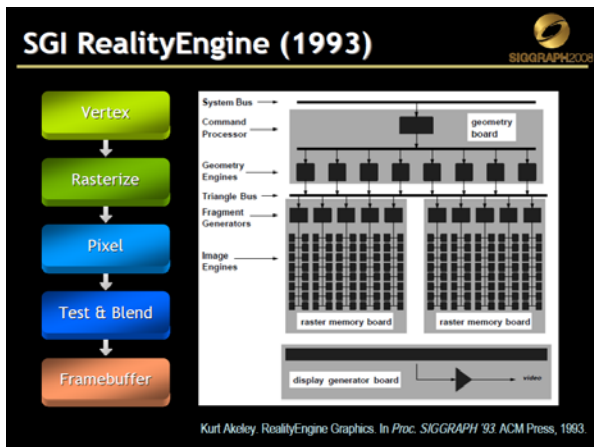 SGI RealityEngine (1993)
SIGGRAPH2008
Vertex
Rasterize
Pixel
Test & Blend
Framebuffer
System Bus
Command
Processor
geometry
board
Geometry
Engines
Triangle Bus
Fragment
Generators
Image
Engines
raster memory board
raster memory board
display generator board
video
Kurt Akeley. RealityEngine Graphics. In Proc. SIGGRAPH '93. ACM Press, 1993.